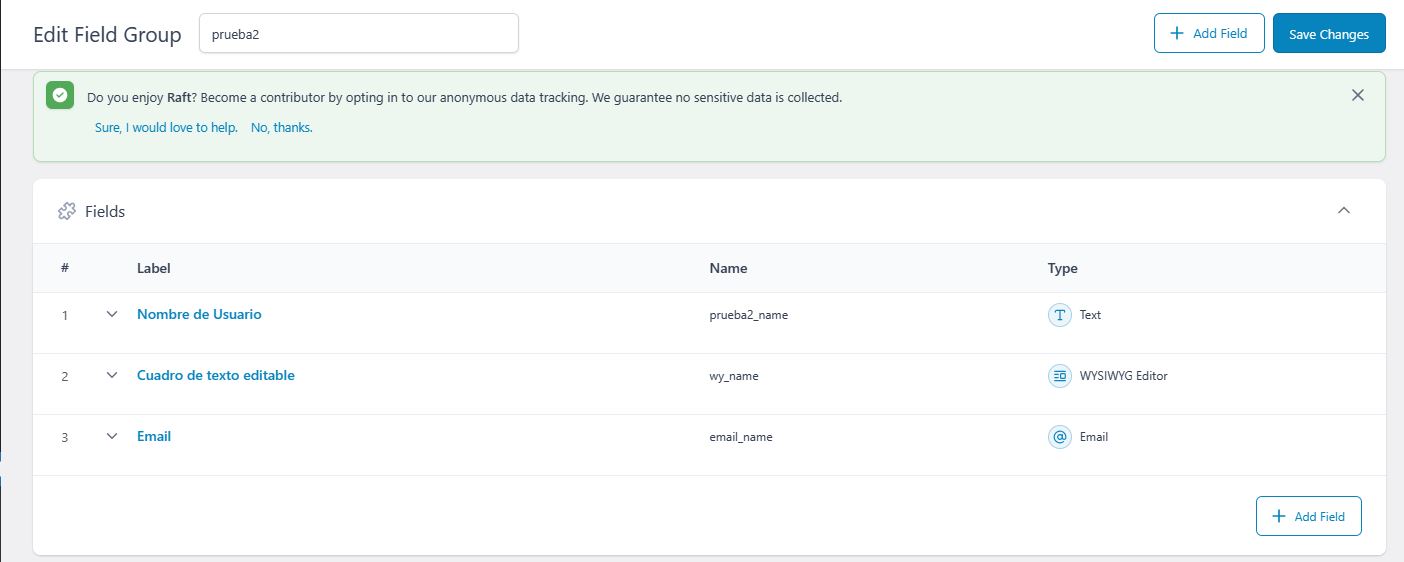 Edit Field Group prueba2 + Add Field Save Changes
Do you enjoy Raft? Become a contributor by opting in to our anonymous data tracking. We guarantee no sensitive data is collected.
Sure, I would love to help. No, thanks.
Fields
# Label Name Type
1 Nombre de Usuario prueba2_name T Text
2 Cuadro de texto editable wy_name WYSIWYG Editor
3 Email email_name @ Email
+ Add Field